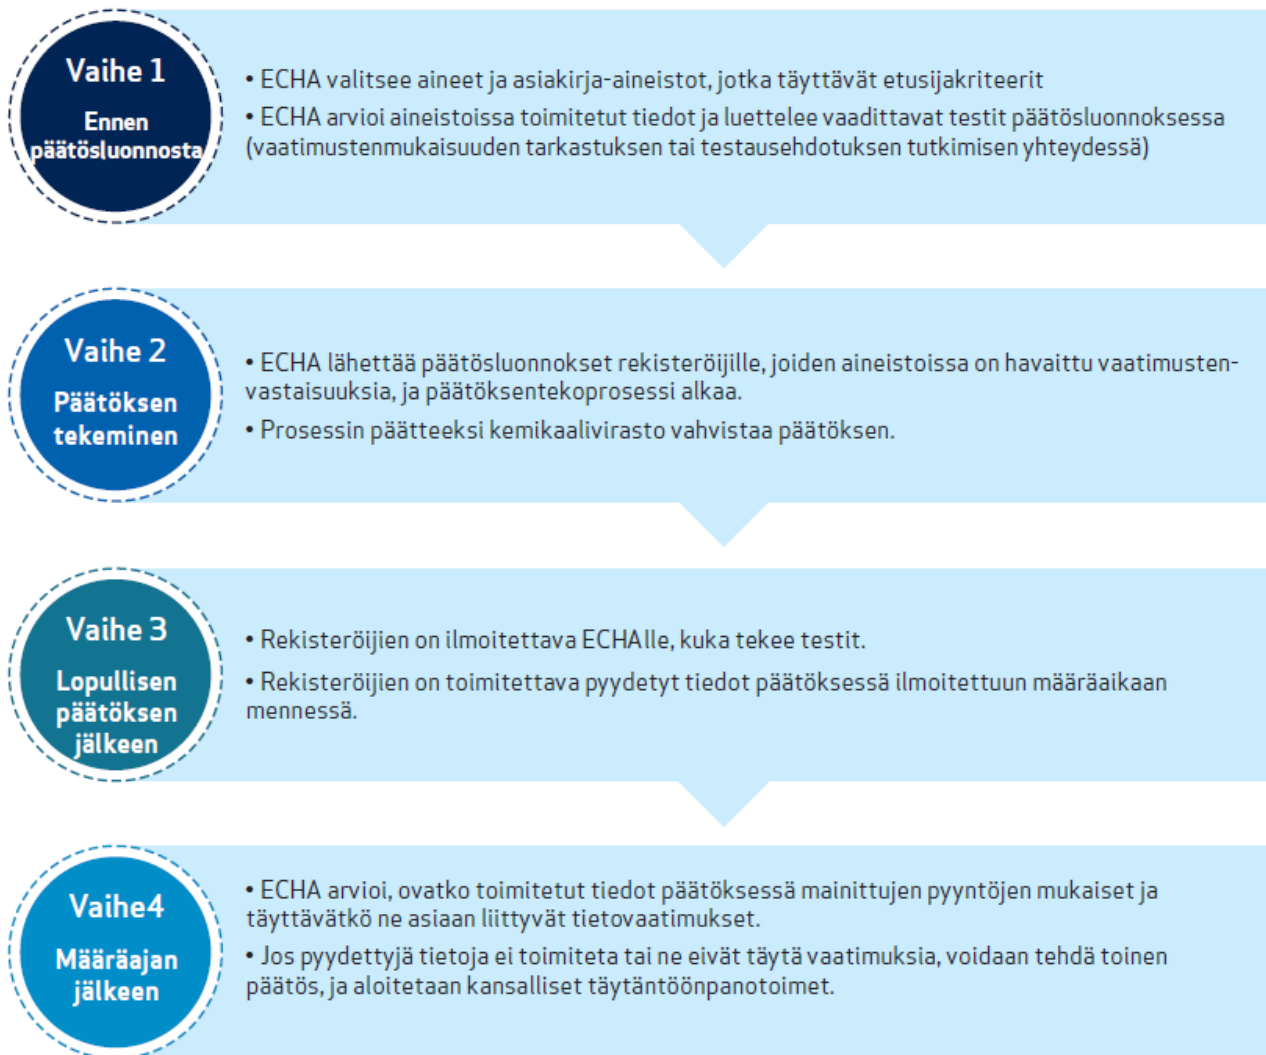 Vaihe 1
Ennen
päätösluonnosta
• ECHA valitsee aineet ja asiakirja-aineistot, jotka täyttävät etusijakriteerit
• ECHA arvioi aineistoissa toimitetut tiedot ja luettelee vaadittavat testit päätösluonnoksessa
(vaatimustenmukaisuuden tarkastuksen tai testausehdotuksen tutkimisen yhteydessä)
Vaihe 2
Päätöksen
tekeminen
• ECHA lähettää päätösluonnokset rekisteröijille, joiden aineistoissa on havaittu vaatimusten-
vastaisuuksia, ja päätöksentekoprosessi alkaa.
• Prosessin päätteeksi kemikaalivirasto vahvistaa päätöksen.
Vaihe 3
Lopullisen
päätöksen
jälkeen
• Rekisteröijien on ilmoitettava ECHAlle, kuka tekee testit.
• Rekisteröijien on toimitettava pyydetyt tiedot päätöksessä ilmoitettuun määräaikaan
mennessä.
Vaihe4
Määräajan
jälkeen
• ECHA arvioi, ovatko toimitetut tiedot päätöksessä mainittujen pyyntöjen mukaiset ja
täyttävätkö ne asiaan liittyvät tietovaatimukset.
• Jos pyydettyjä tietoja ei toimiteta tai ne eivät täytä vaatimuksia, voidaan tehdä toinen
päätös, ja aloitetaan kansalliset täytäntöönpanotoimet.